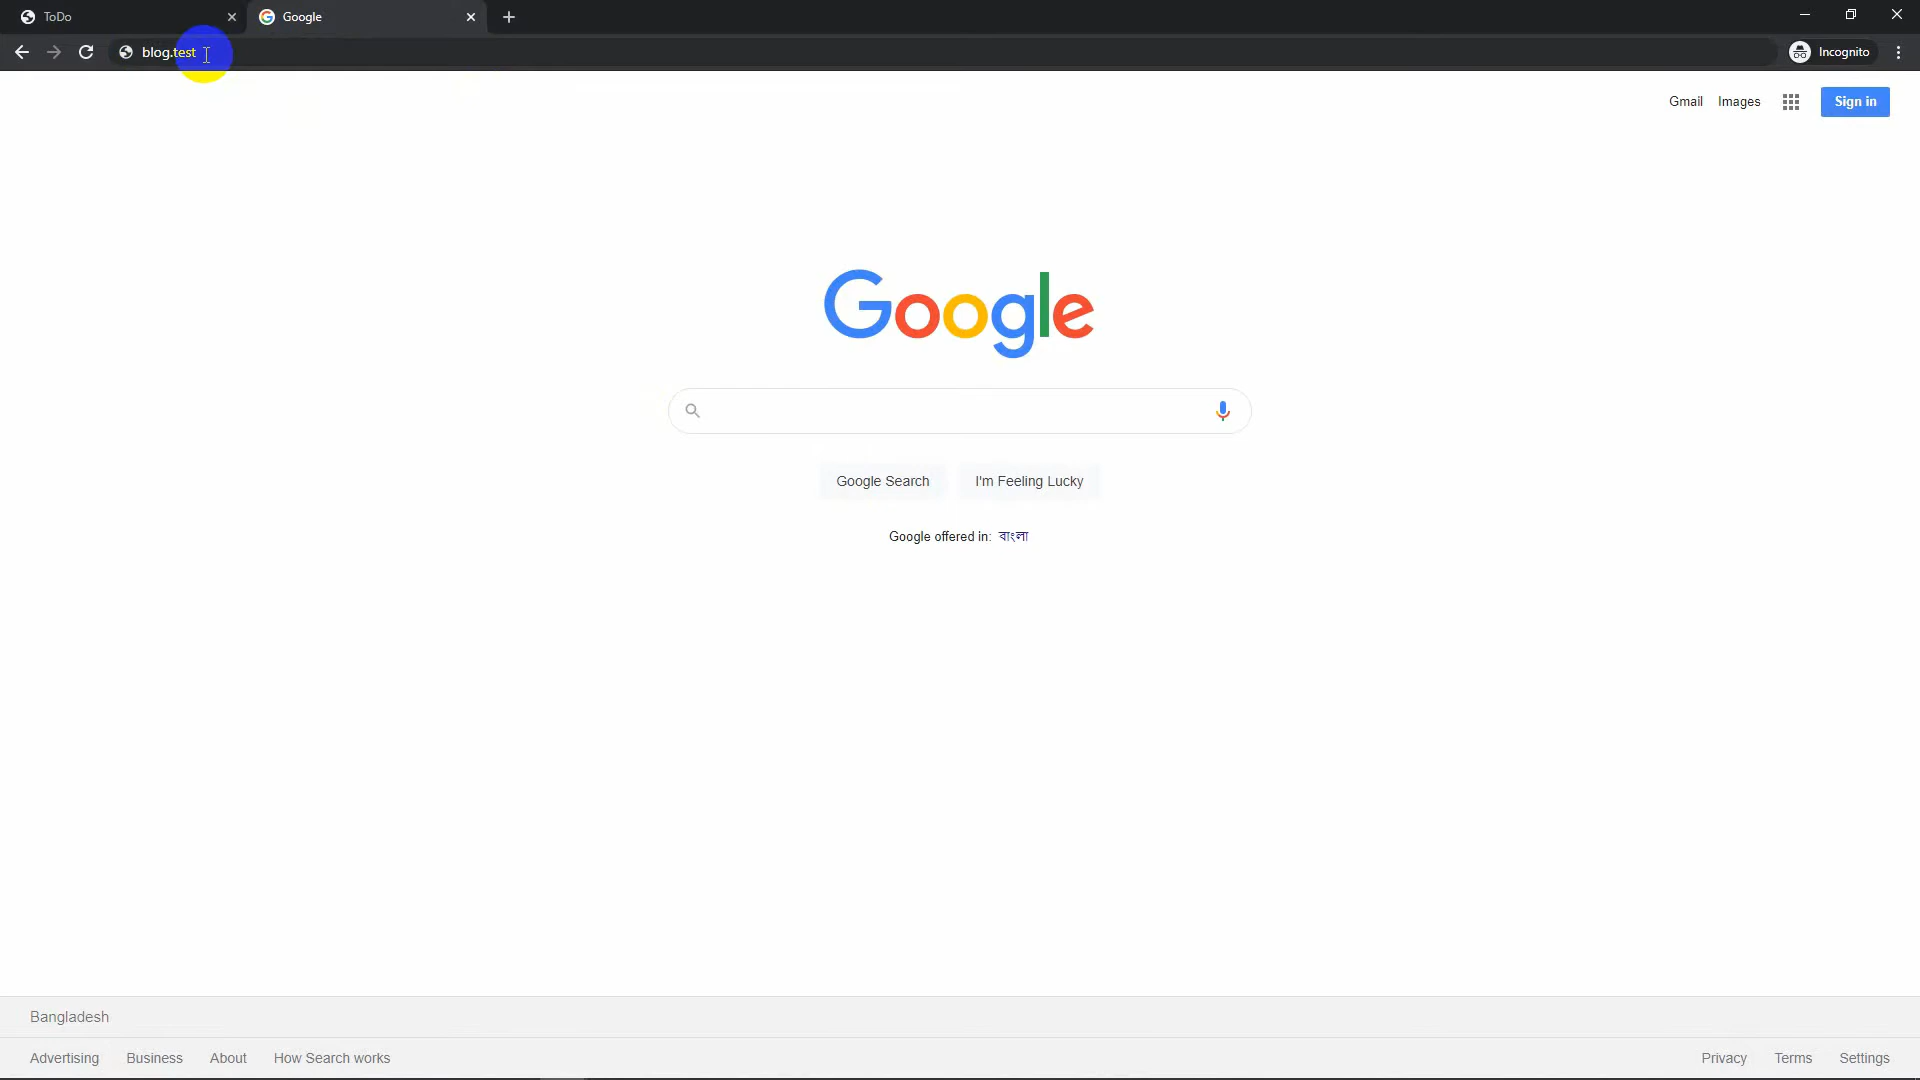 ToDo
Google
blog.test
Incognito
Gmail Images Sign in
Google
Google Search I'm Feeling Lucky
Google offered in: বাংলা
Bangladesh
Advertising Business About How Search works Privacy Terms Settings